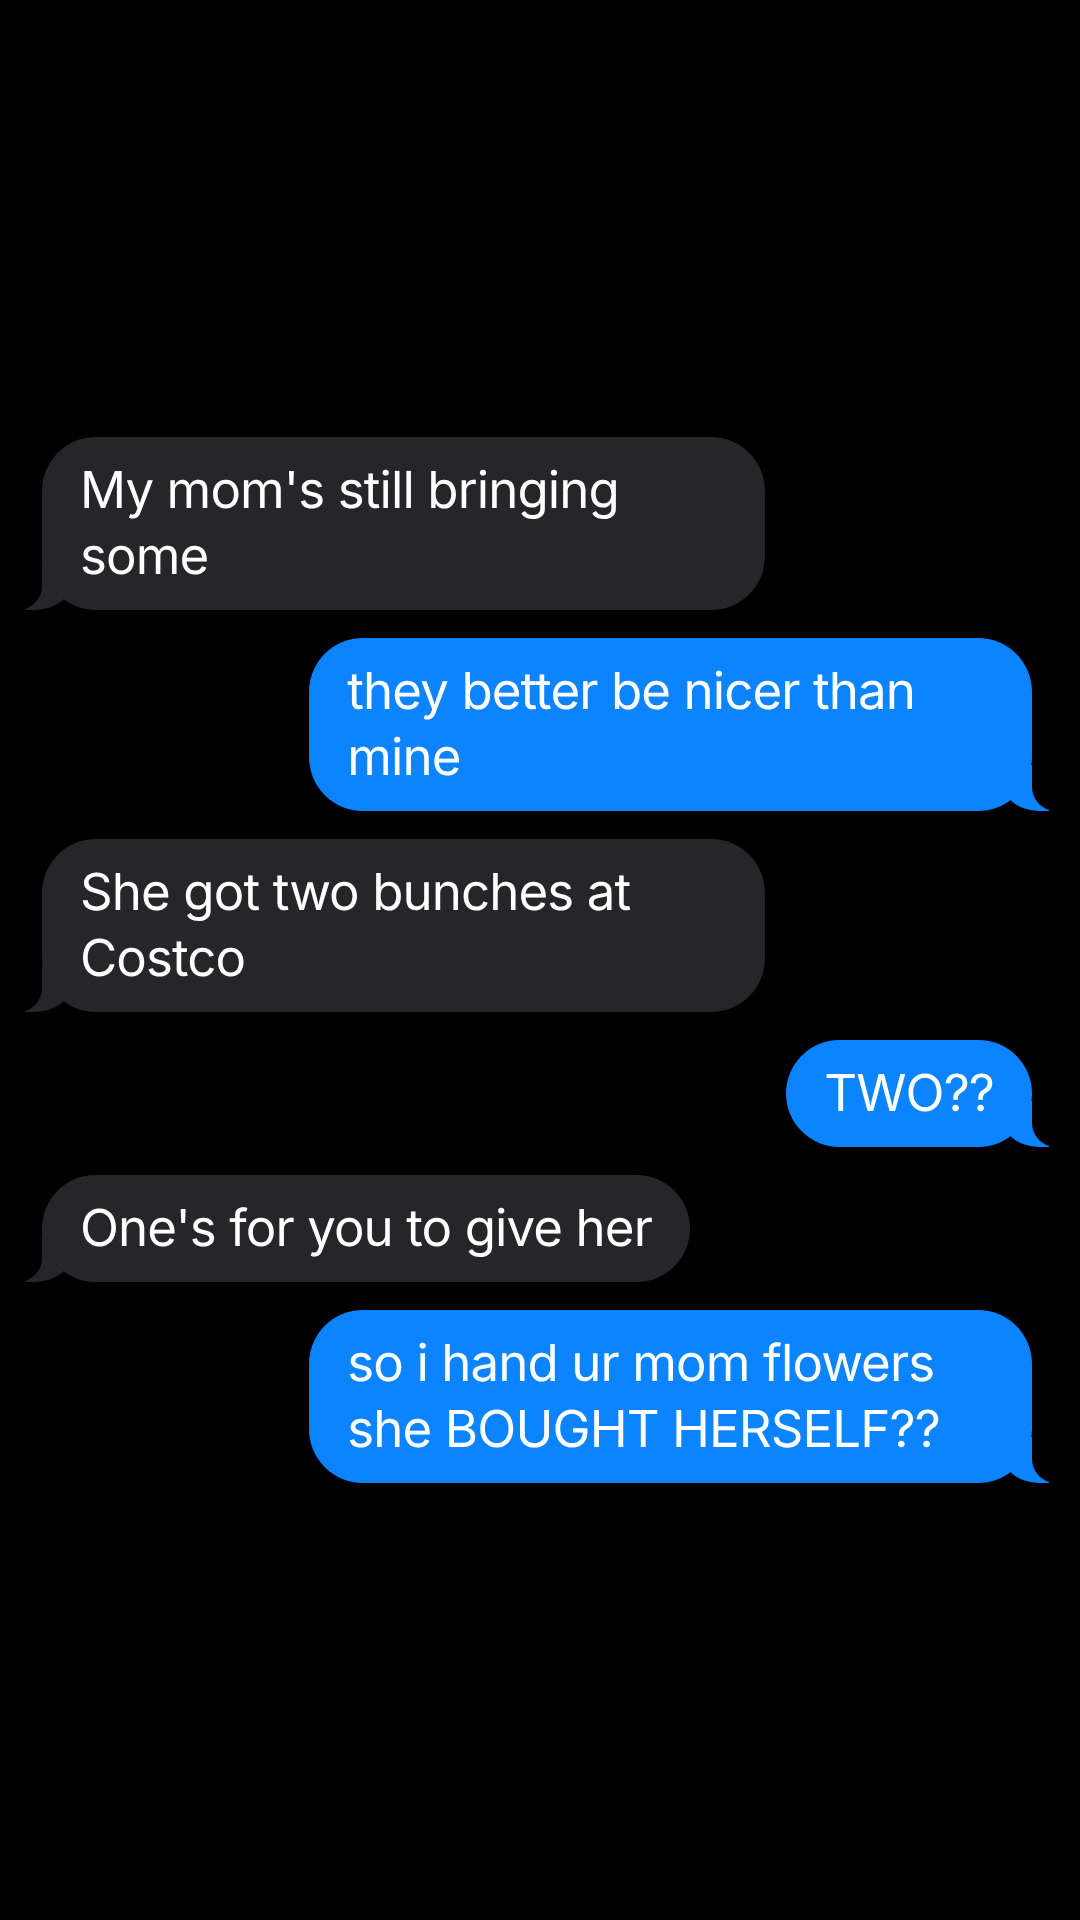 My mom's still bringing
some
they better be nicer than
mine
She got two bunches at
Costco
TWO??
One's for you to give her
so i hand ur mom flowers
she BOUGHT HERSELF??